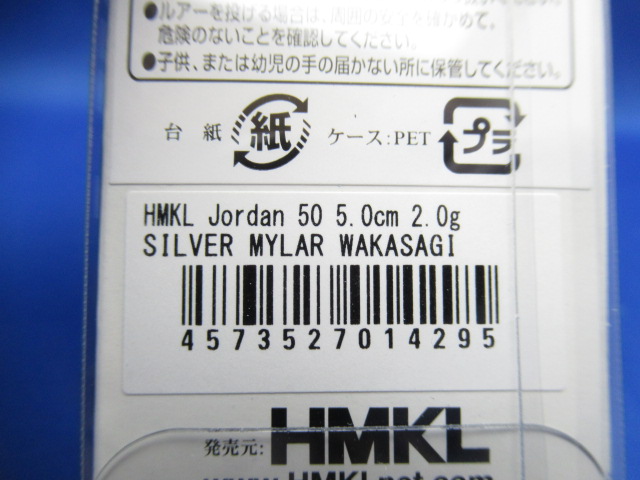 ●ルアーを投げる場合は、周囲の安全を確かめて、
危険のないことを確認してください。
●子供、または幼児の手の届かない所に保管してください。
台紙 紙 ケース:PET プラ
HMKL Jordan 50 5.0cm 2.0g
SILVER MYLAR WAKASAGI
4573527014295
発売元: HMKL
www.HMKLnet.com